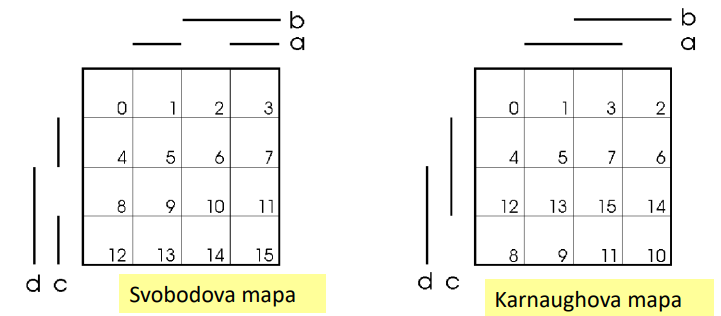 b
a
0 1 2 3
4 5 6 7
8 9 10 11
12 13 14 15
d c
Svobodova mapa
b
a
0 1 3 2
4 5 7 6
12 13 15 14
8 9 11 10
d c
Karnaughova mapa